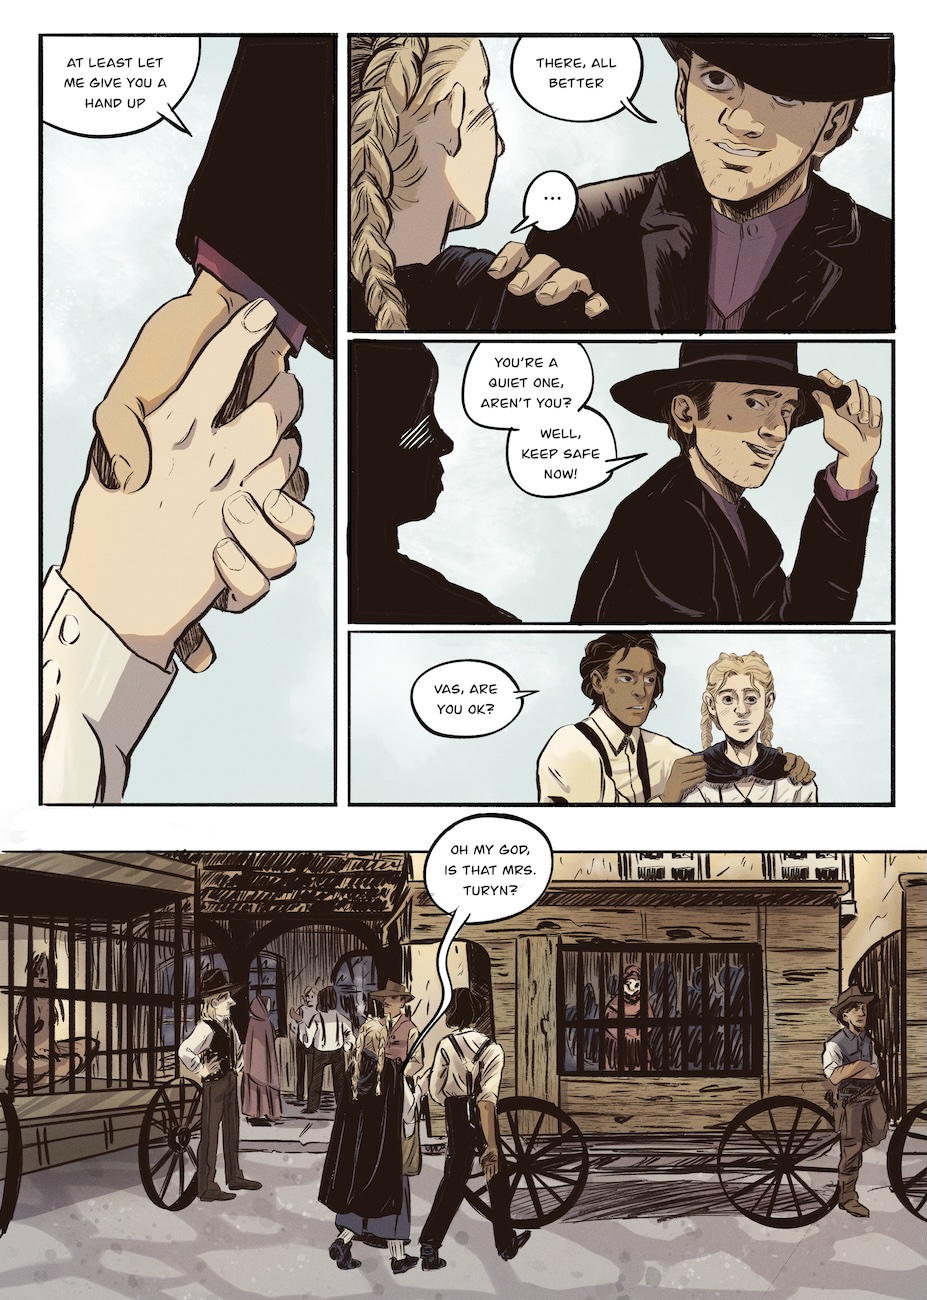 AT LEAST LET
ME GIVE YOU A
HAND UP
THERE, ALL
BETTER
...
YOU'RE A
QUIET ONE,
AREN'T YOU?
WELL,
KEEP SAFE
NOW!
VAS, ARE
YOU OK?
OH MY GOD,
IS THAT MRS.
TURYN?